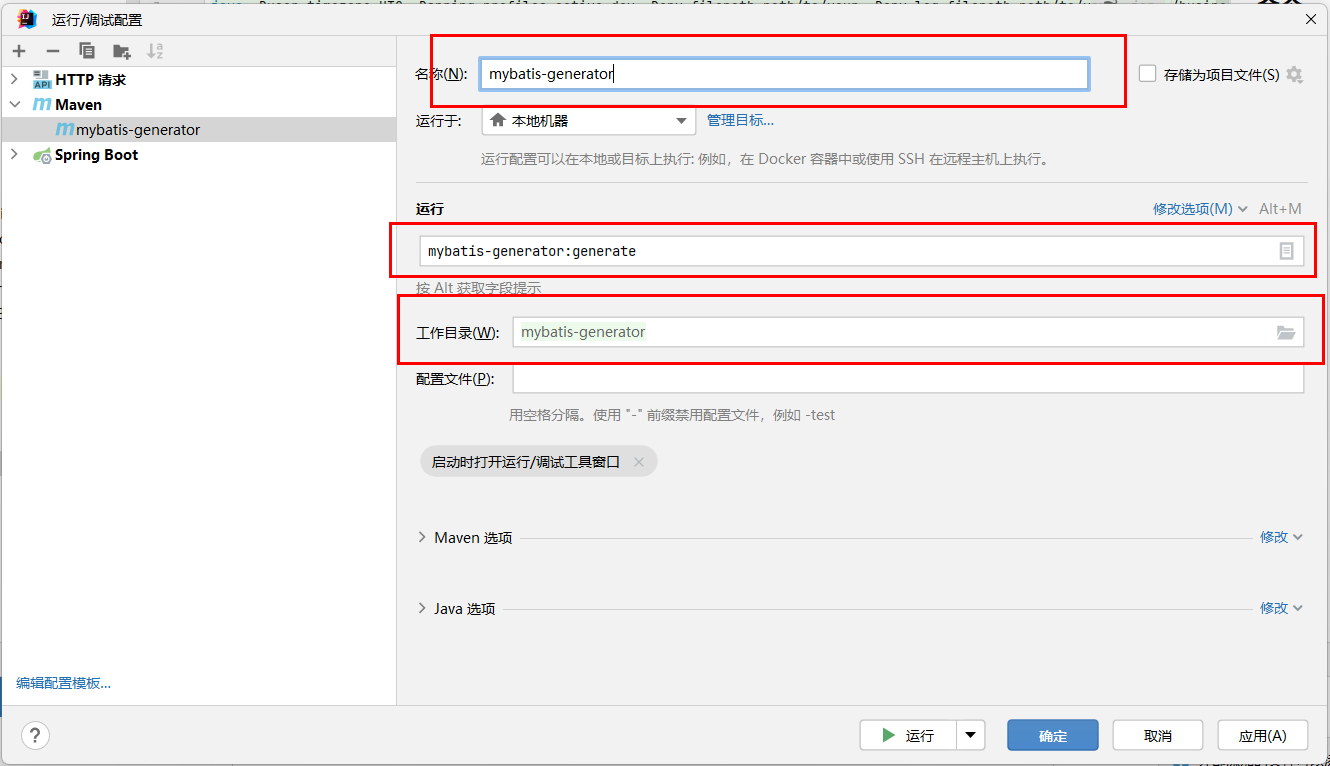 运行/调试配置
HTTP 请求
Maven
mybatis-generator
Spring Boot
编辑配置模板...
名称(N): mybatis-generator
存储为项目文件(S)
运行于: 本地机器 管理目标...
运行配置可以在本地或目标上执行: 例如，在 Docker 容器中或使用 SSH 在远程主机上执行。
运行 修改选项(M) Alt+M
mybatis-generator:generate
按 Alt 获取字段提示
工作目录(W): mybatis-generator
配置文件(P):
用空格分隔。使用 "-" 前缀禁用配置文件，例如 -test
启动时打开运行/调试工具窗口
Maven 选项 修改
Java 选项 修改
? 运行 确定 取消 应用(A)